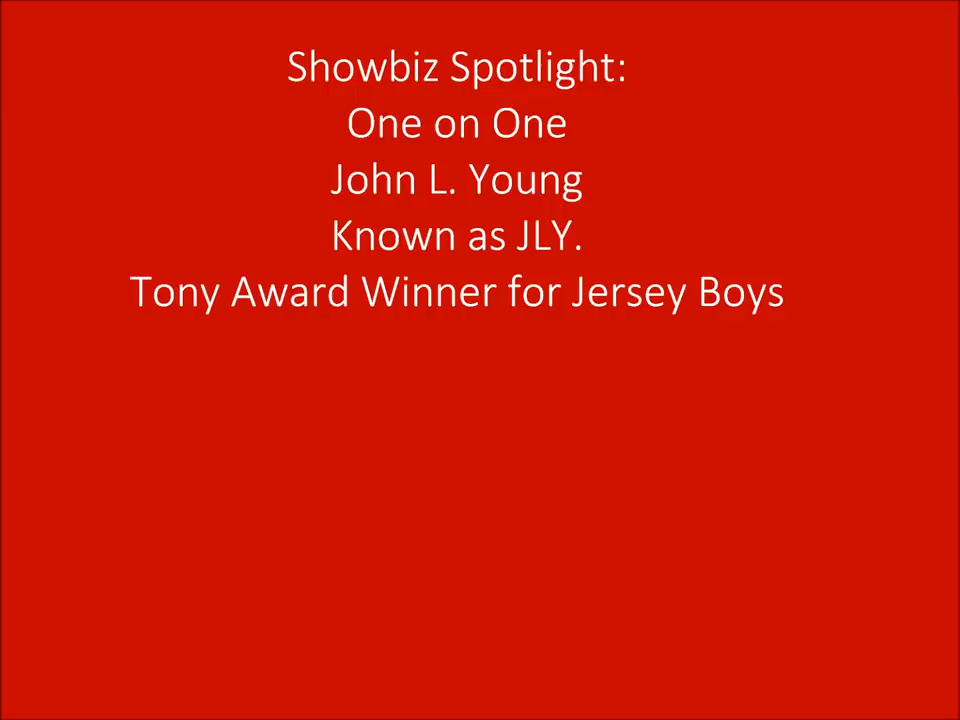 Showbiz Spotlight:
One on One
John L. Young
Known as JLY.
Tony Award Winner for Jersey Boys